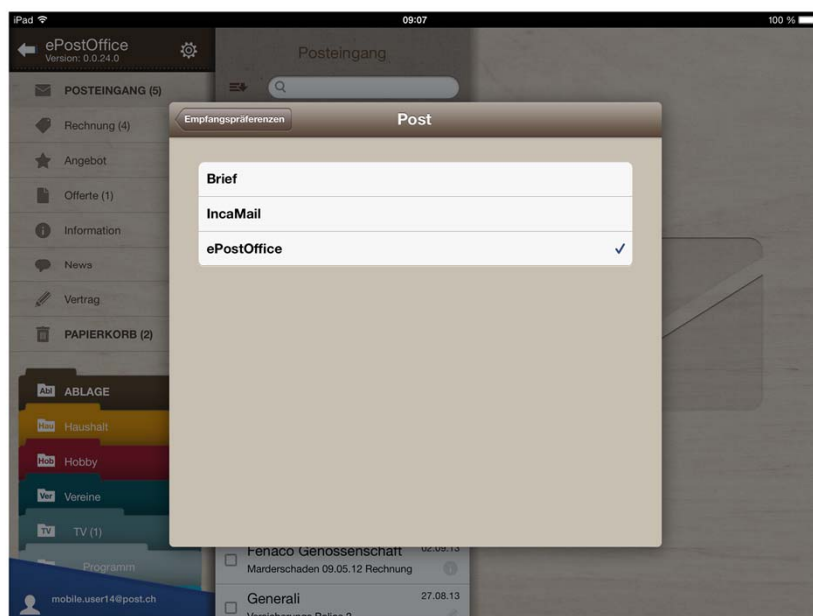 iPad
09:07
100 %
ePostOffice
Version: 0.0.24.0
POSTEINGANG (5)
Rechnung (4)
Angebot
Offerte (1)
Information
News
Vertrag
PAPIERKORB (2)
Abl ABLAGE
Hau Haushalt
Hob Hobby
Ver Vereine
TV TV (1)
Programm
mobile.user14@post.ch
Posteingang
Empfangspräferenzen
Post
Brief
IncaMail
ePostOffice
Fenaco Genossenschaft 02.09.13
Marderschaden 09.05.12 Rechnung
Generali 27.08.13